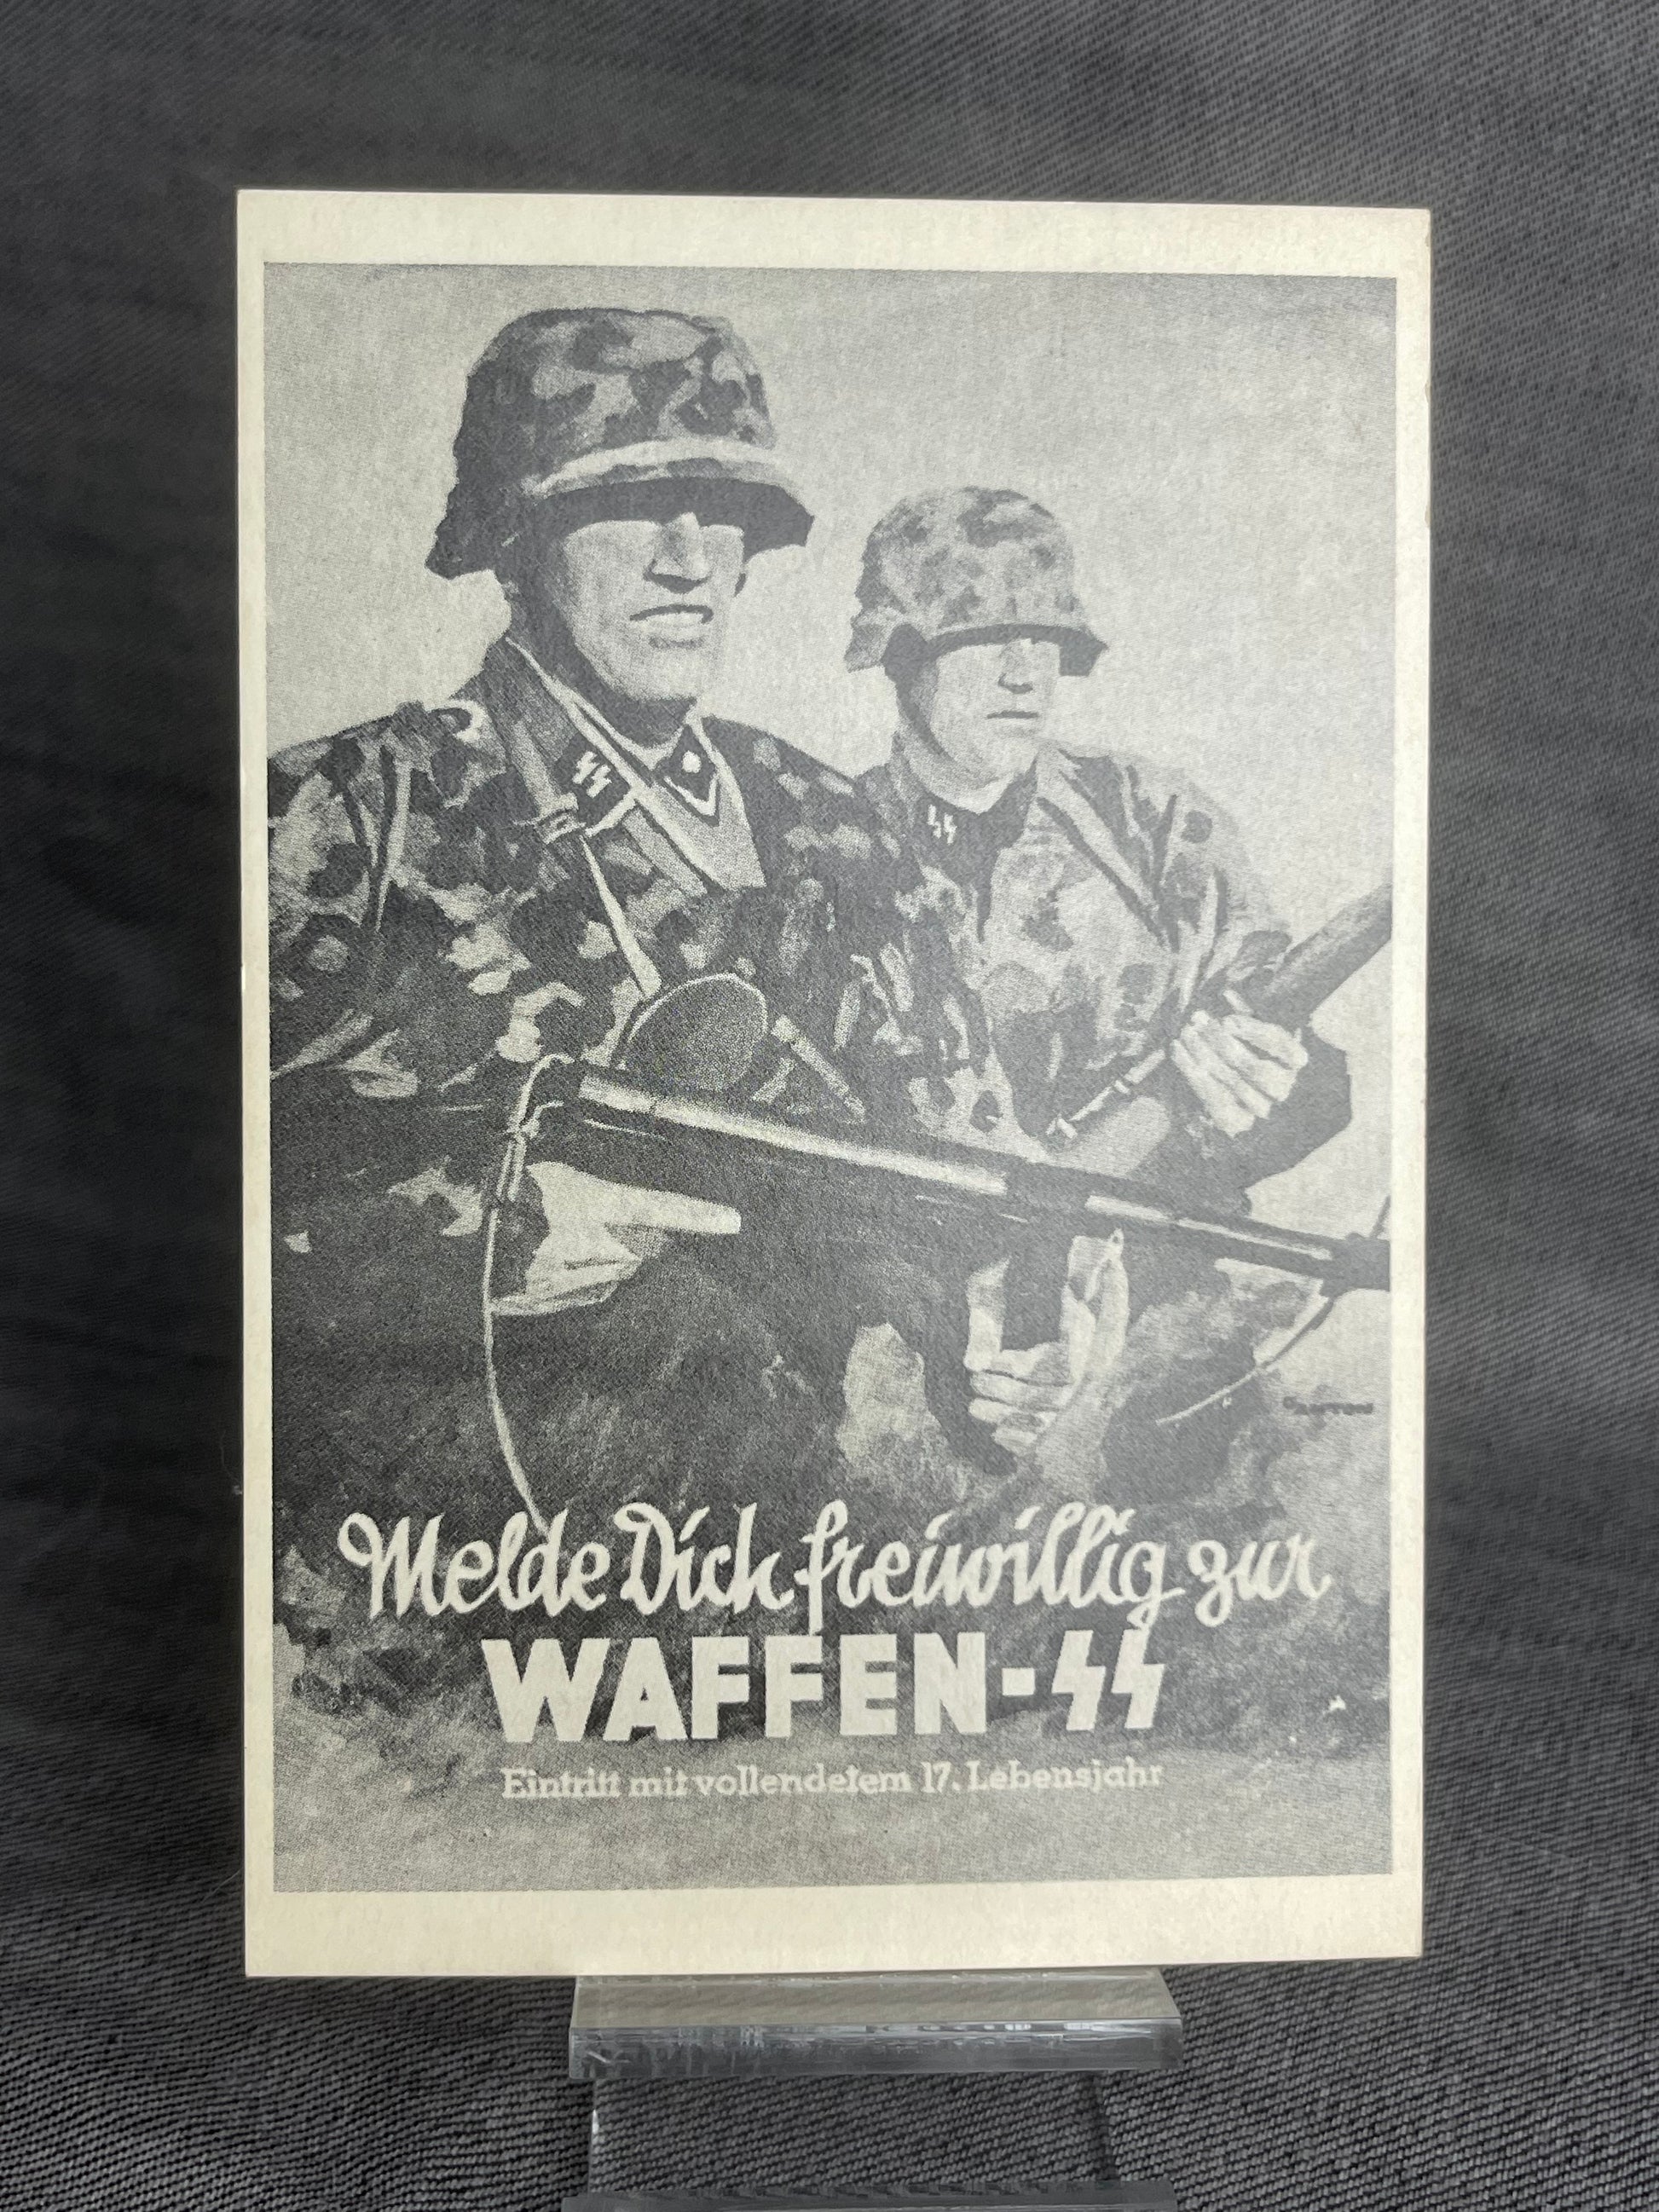 Melde Dich freiwillig zur
WAFFEN-SS
Eintritt mit vollendetem 17. Lebensjahr